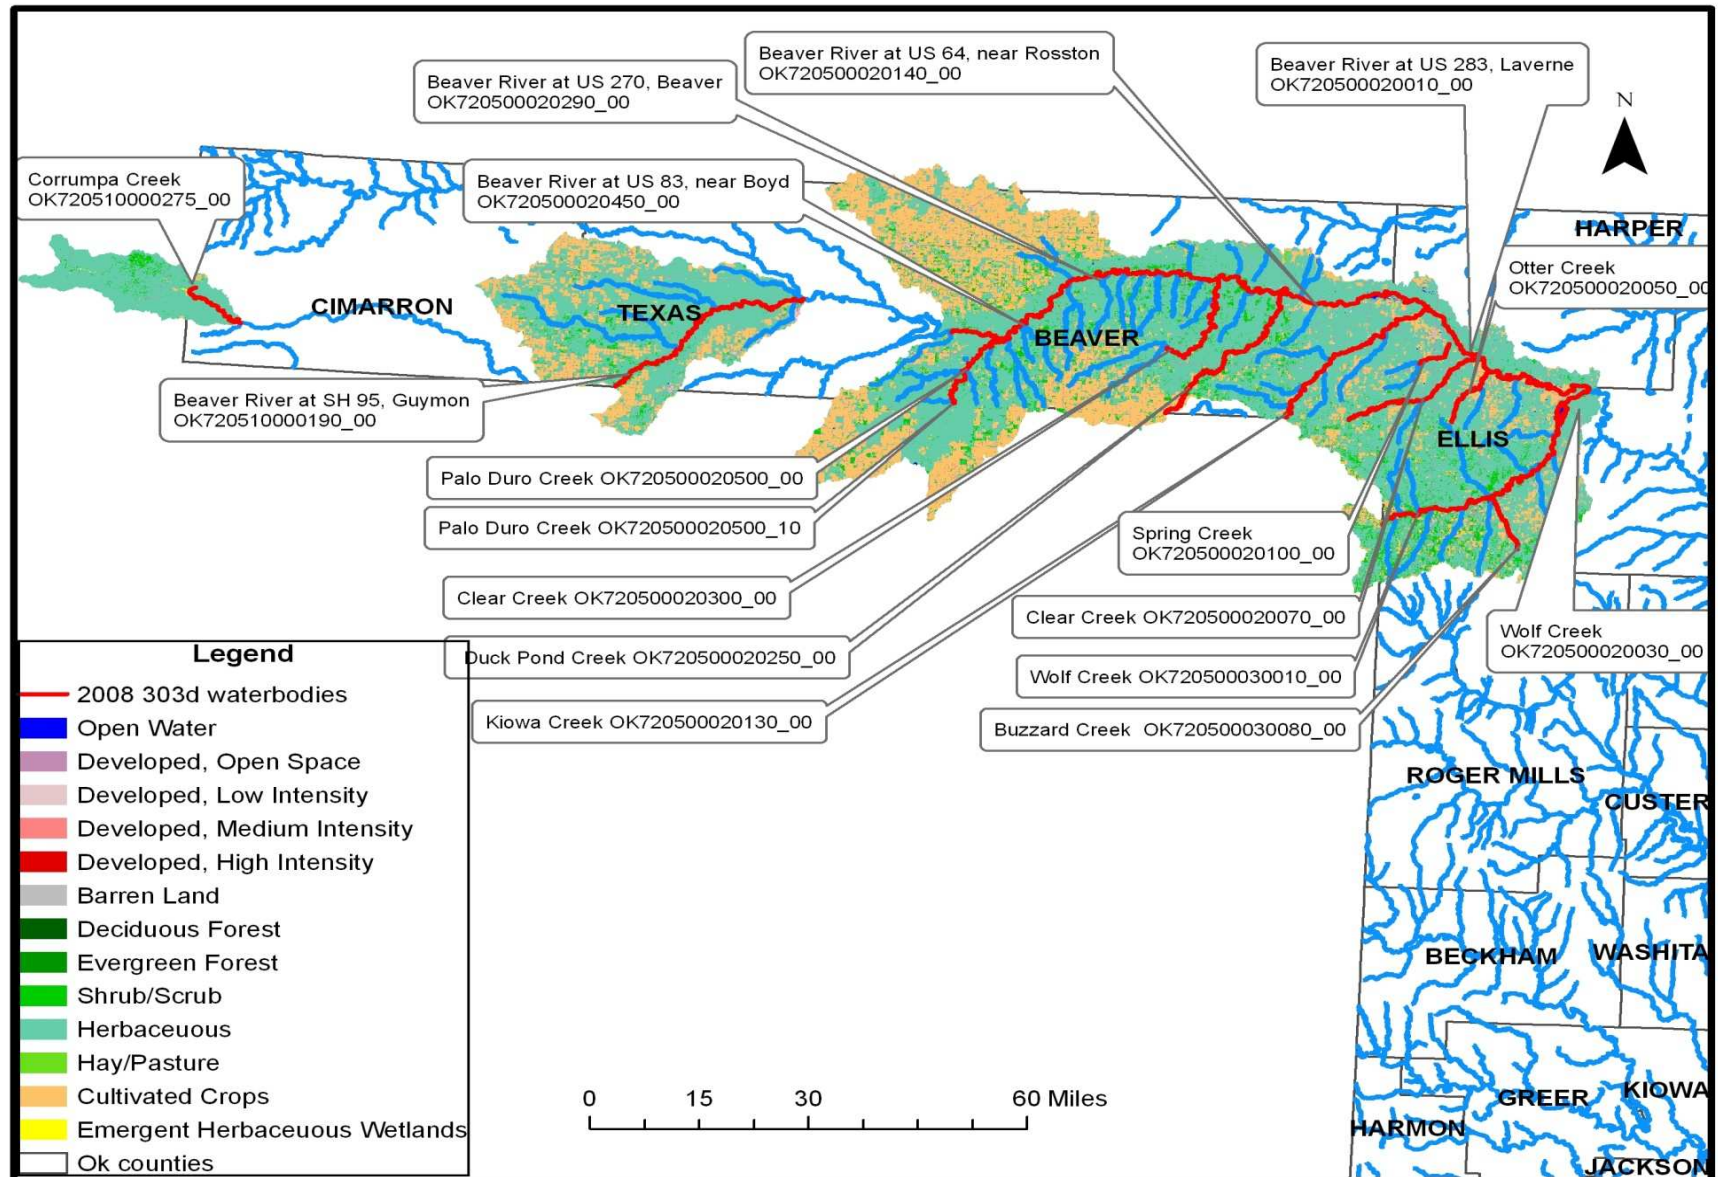 Beaver River at US 64, near Rosston
OK720500020140_00
Beaver River at US 270, Beaver
OK720500020290_00
Beaver River at US 283, Laverne
OK720500020010_00
N
Corrumpa Creek
OK720510000275_00
Beaver River at US 83, near Boyd
OK720500020450_00
HARPER
Otter Creek
OK720500020050_00
CIMARRON
TEXAS
BEAVER
Beaver River at SH 95, Guymon
OK720510000190_00
ELLIS
Palo Duro Creek OK720500020500_00
Palo Duro Creek OK720500020500_10
Spring Creek
OK720500020100_00
Clear Creek OK720500020300_00
Clear Creek OK720500020070_00
Wolf Creek
OK720500020030_00
Duck Pond Creek OK720500020250_00
Wolf Creek OK720500030010_00
Kiowa Creek OK720500020130_00
Buzzard Creek OK720500030080_00
ROGER MILLS
CUSTER
BECKHAM
WASHITA
GREER
KIOWA
HARMON
JACKSON
Legend
2008 303d waterbodies
Open Water
Developed, Open Space
Developed, Low Intensity
Developed, Medium Intensity
Developed, High Intensity
Barren Land
Deciduous Forest
Evergreen Forest
Shrub/Scrub
Herbaceuous
Hay/Pasture
Cultivated Crops
Emergent Herbaceuous Wetlands
Ok counties
0 15 30 60 Miles